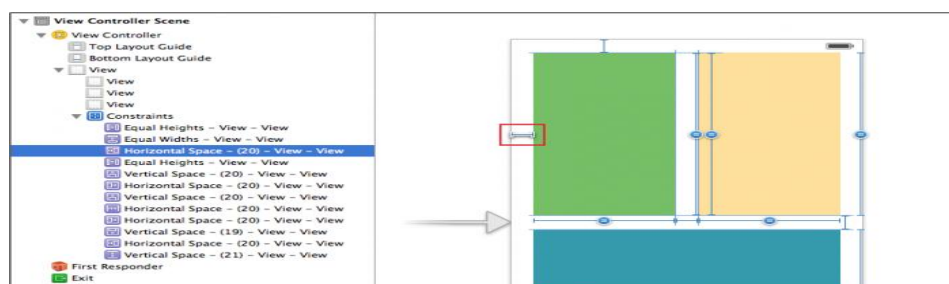 View Controller Scene
View Controller
Top Layout Guide
Bottom Layout Guide
View
View
View
View
Constraints
Equal Heights – View – View
Equal Widths – View – View
Horizontal Space – (20) – View – View
Equal Heights – View – View
Vertical Space – (20) – View – View
Horizontal Space – (20) – View – View
Vertical Space – (20) – View – View
Horizontal Space – (20) – View – View
Horizontal Space – (20) – View – View
Vertical Space – (19) – View – View
Horizontal Space – (20) – View – View
Vertical Space – (21) – View – View
First Responder
Exit